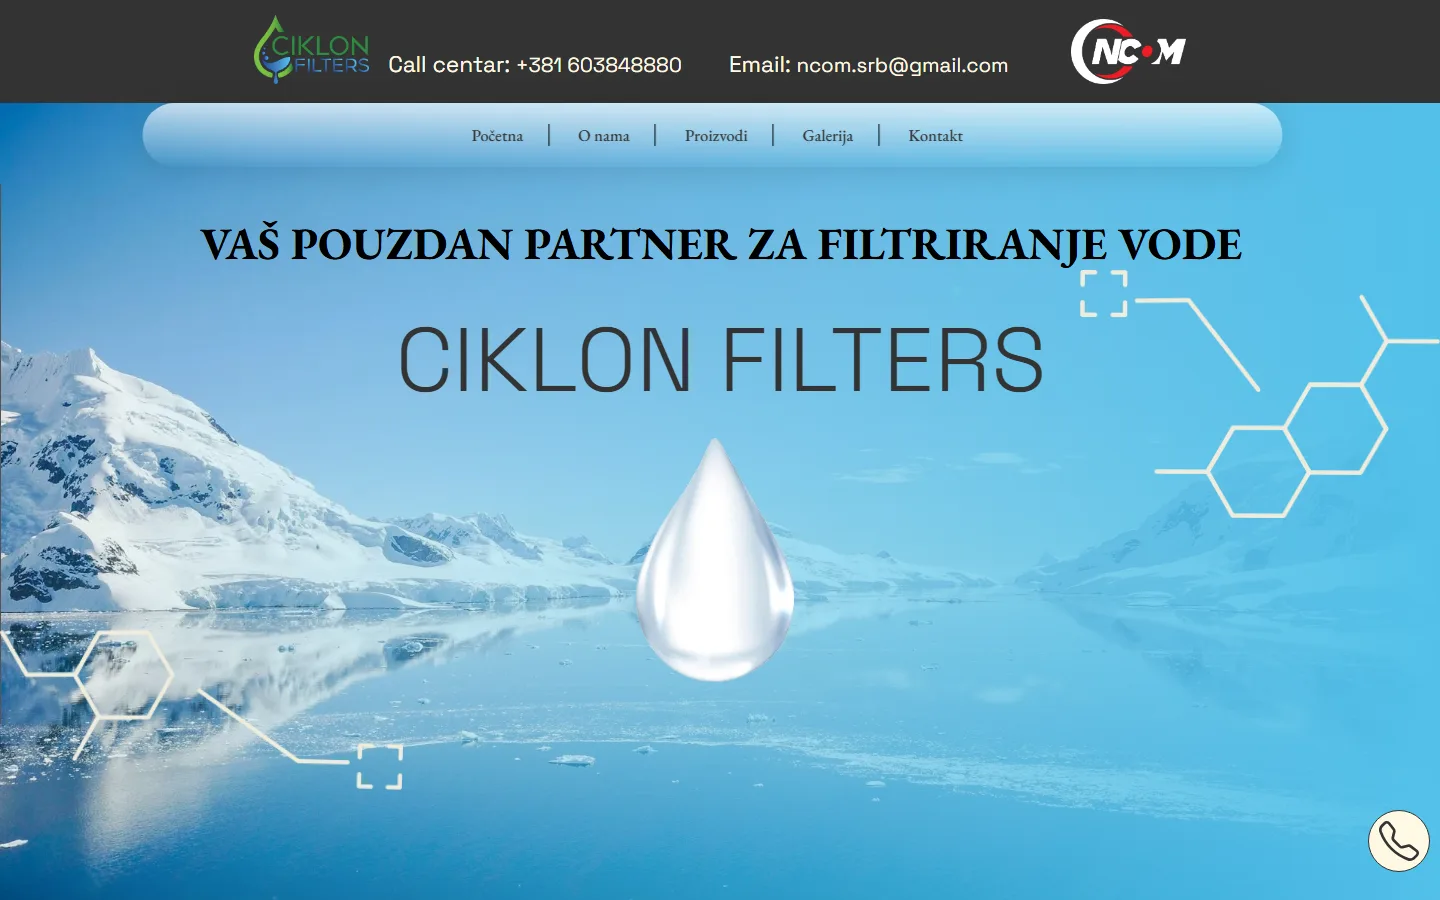 CIKLON
FILTERS
Call centar: +381 603848880
Email: ncom.srb@gmail.com
NCOM
Početna
O nama
Proizvodi
Galerija
Kontakt
VAŠ POUZDAN PARTNER ZA FILTRIRANJE VODE
CIKLON FILTERS